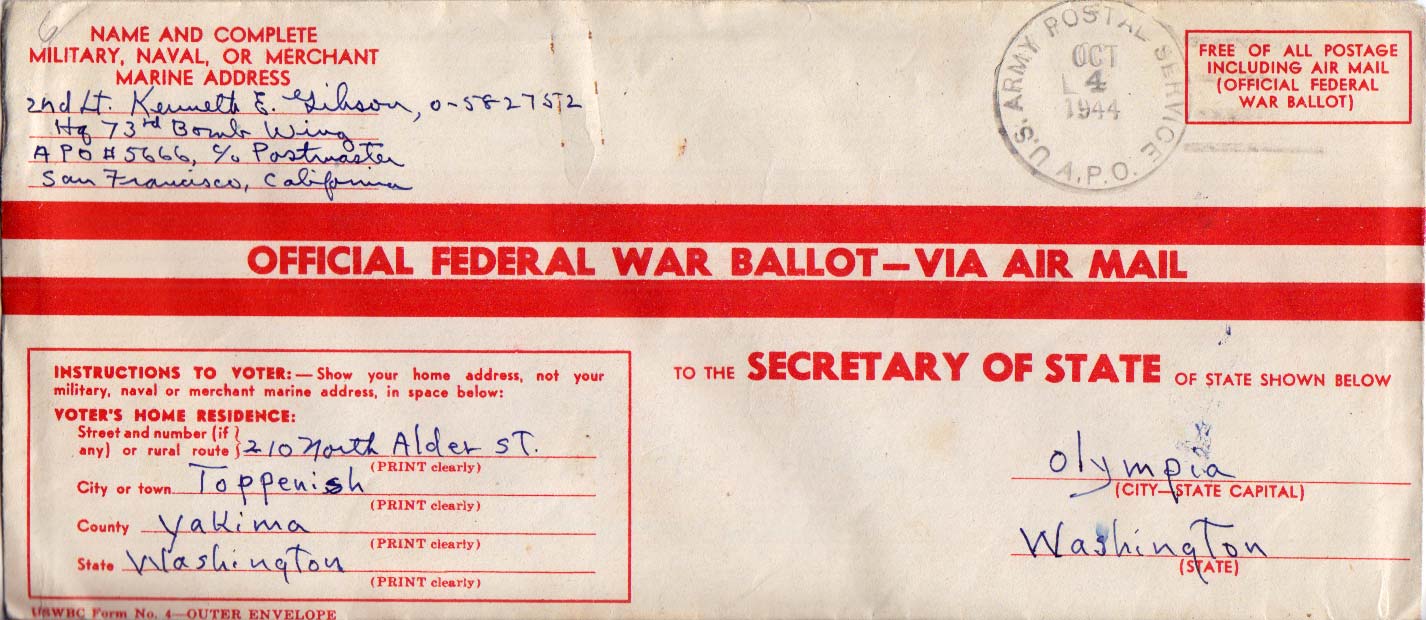 NAME AND COMPLETE
MILITARY, NAVAL, OR MERCHANT
MARINE ADDRESS
2nd Lt. Kenneth E. Gibson, O-582752
Hq 73rd Bomb Wing
APO #5666, c/o Postmaster
San Francisco, California
U.S. ARMY POSTAL SERVICE
OCT
4
1944
A.P.O.
FREE OF ALL POSTAGE
INCLUDING AIR MAIL
(OFFICIAL FEDERAL
WAR BALLOT)
OFFICIAL FEDERAL WAR BALLOT—VIA AIR MAIL
INSTRUCTIONS TO VOTER:—Show your home address, not your
military, naval or merchant marine address, in space below:
VOTER'S HOME RESIDENCE:
Street and number (if
any) or rural route } 210 North Alder ST.
(PRINT clearly)
City or town Toppenish
(PRINT clearly)
County Yakima
(PRINT clearly)
State Washington
(PRINT clearly)
USWBC Form No. 4—OUTER ENVELOPE
TO THE SECRETARY OF STATE OF STATE SHOWN BELOW
Olympia
(CITY—STATE CAPITAL)
Washington
(STATE)